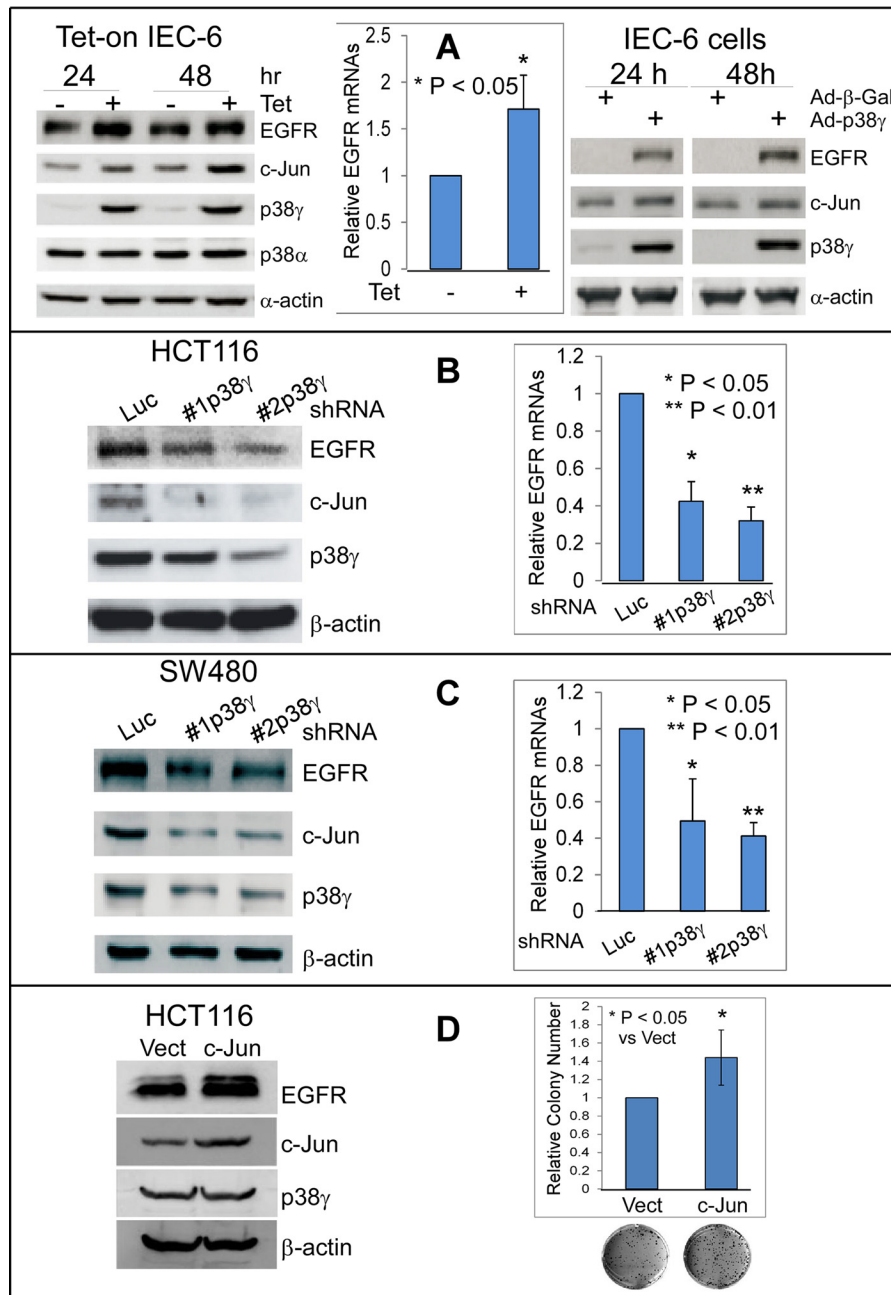 Tet-on IEC-6
24 48 hr
- + - + Tet
EGFR
c-Jun
p38γ
p38α
α-actin
A
Relative EGFR mRNAs
2.5
2
1.5
1
0.5
0
*
* P < 0.05
Tet - +
IEC-6 cells
24 h 48h
+ + Ad-β-Gal
+ + Ad-p38γ
EGFR
c-Jun
p38γ
α-actin
HCT116
Luc #1p38γ #2p38γ shRNA
EGFR
c-Jun
p38γ
β-actin
B
Relative EGFR mRNAs
1.2
1
0.8
0.6
0.4
0.2
0
* P < 0.05
** P < 0.01
*
**
shRNA Luc #1p38γ #2p38γ
SW480
Luc #1p38γ #2p38γ shRNA
EGFR
c-Jun
p38γ
β-actin
C
Relative EGFR mRNAs
1.2
1
0.8
0.6
0.4
0.2
0
* P < 0.05
** P < 0.01
*
**
shRNA Luc #1p38γ #2p38γ
HCT116
Vect c-Jun
EGFR
c-Jun
p38γ
β-actin
D
Relative Colony Number
2
1.8
1.6
1.4
1.2
1
0.8
0.6
0.4
0.2
0
* P < 0.05
vs Vect
*
Vect c-Jun